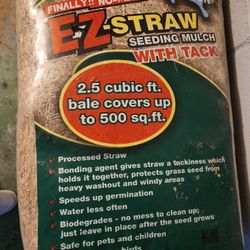 FINALLY!!
EZ-STRAW
SEEDING MULCH
WITH TACK
2.5 cubic ft.
bale covers up
to 500 sq.ft.
• Processed Straw
• Bonding agent gives straw a tackiness which
holds it together, protects grass seed from
heavy washout and windy areas
• Speeds up germination
• Water less often
• Biodegrades - no mess to clean up;
just leave in place after the seed grows
• Safe for pets and children
birds